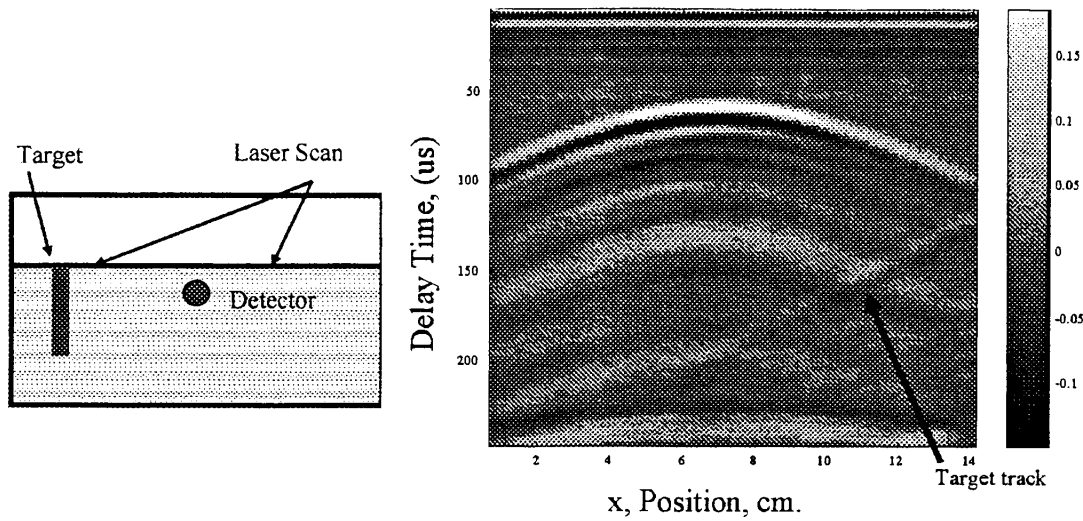 Target
Laser Scan
Detector
Delay Time, (us)
50
100
150
200
2
4
6
8
10
12
14
x, Position, cm.
Target track
0.15
0.1
0.05
0
-0.05
-0.1